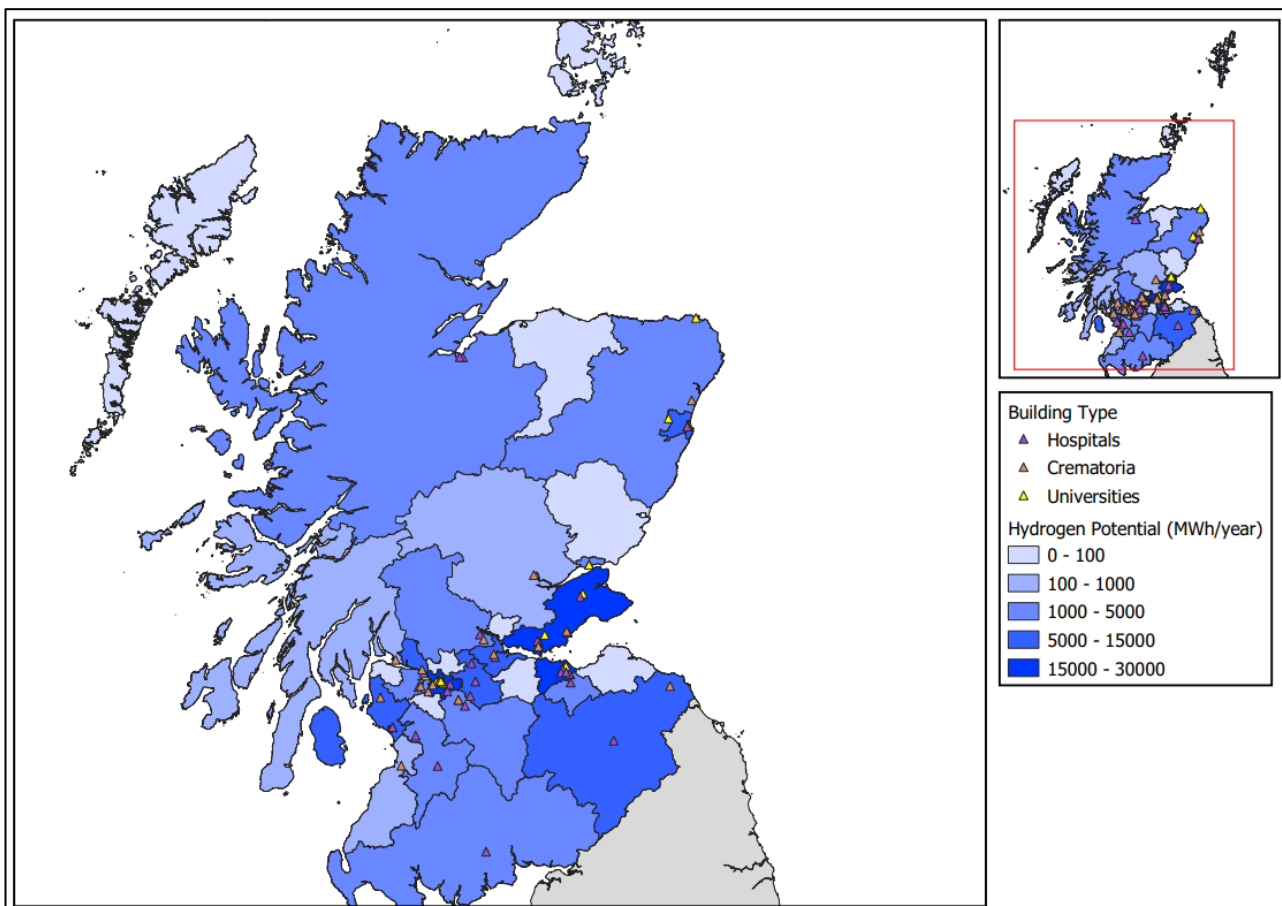 Building Type
Hospitals
Crematoria
Universities
Hydrogen Potential (MWh/year)
0 - 100
100 - 1000
1000 - 5000
5000 - 15000
15000 - 30000